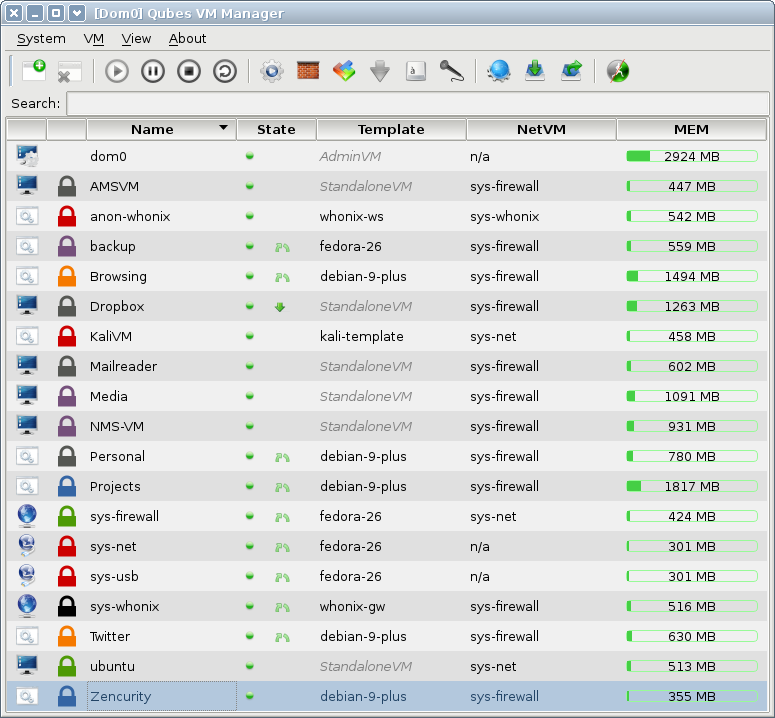 [Dom0] Qubes VM Manager
System VM View About
Search:
Name State Template NetVM MEM
dom0 AdminVM n/a 2924 MB
AMSVM StandaloneVM sys-firewall 447 MB
anon-whonix whonix-ws sys-whonix 542 MB
backup fedora-26 sys-firewall 559 MB
Browsing debian-9-plus sys-firewall 1494 MB
Dropbox StandaloneVM sys-firewall 1263 MB
KaliVM kali-template sys-net 458 MB
Mailreader StandaloneVM sys-firewall 602 MB
Media StandaloneVM sys-firewall 1091 MB
NMS-VM StandaloneVM sys-firewall 931 MB
Personal debian-9-plus sys-firewall 780 MB
Projects debian-9-plus sys-firewall 1817 MB
sys-firewall fedora-26 sys-net 424 MB
sys-net fedora-26 n/a 301 MB
sys-usb fedora-26 n/a 301 MB
sys-whonix whonix-gw sys-firewall 516 MB
Twitter debian-9-plus sys-firewall 630 MB
ubuntu StandaloneVM sys-net 513 MB
Zencurity debian-9-plus sys-firewall 355 MB